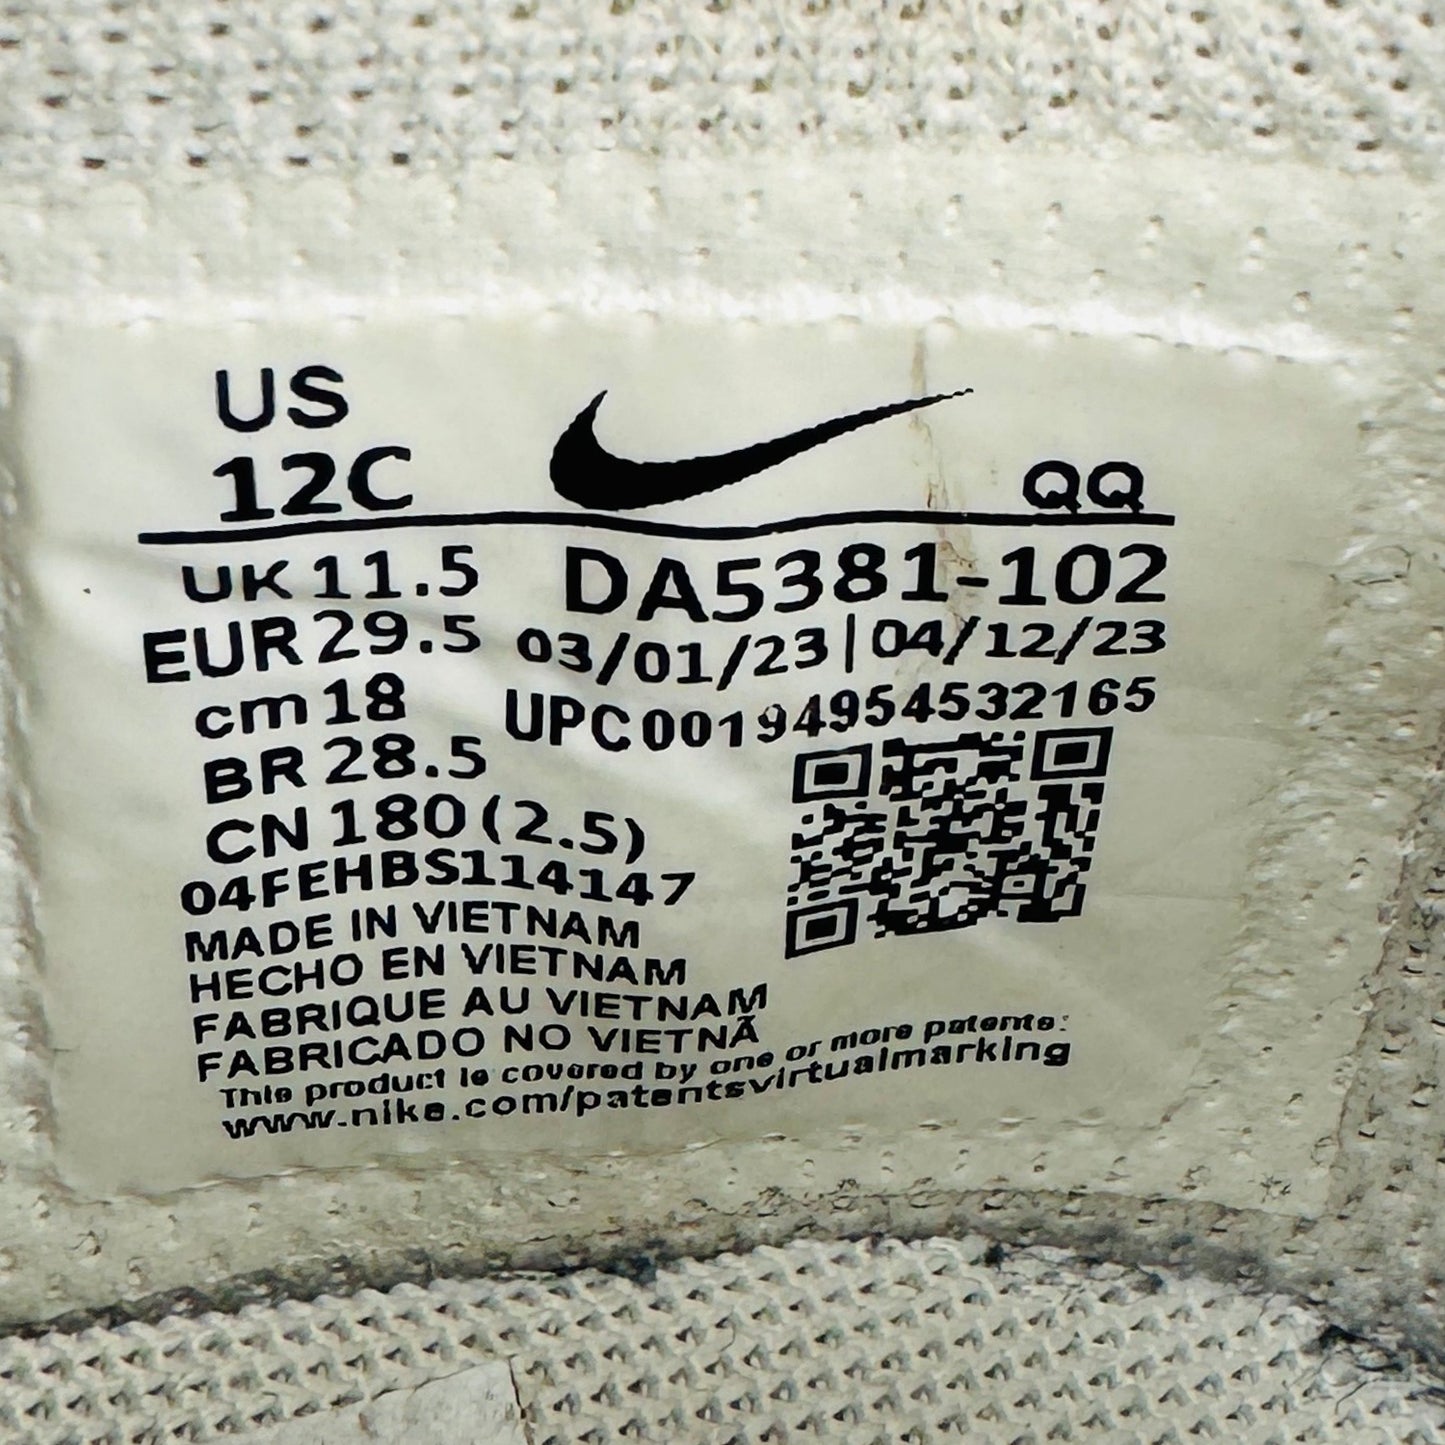 US
12C
QQ
UK 11.5
DA5381-102
EUR 29.5
03/01/23 | 04/12/23
cm 18
UPC00194954532165
BR 28.5
CN 180 (2.5)
04FEHBS114147
MADE IN VIETNAM
HECHO EN VIETNAM
FABRIQUE AU VIETNAM
FABRICADO NO VIETNÃ
This product is covered by one or more patents:
www.nike.com/patentsvirtualmarking